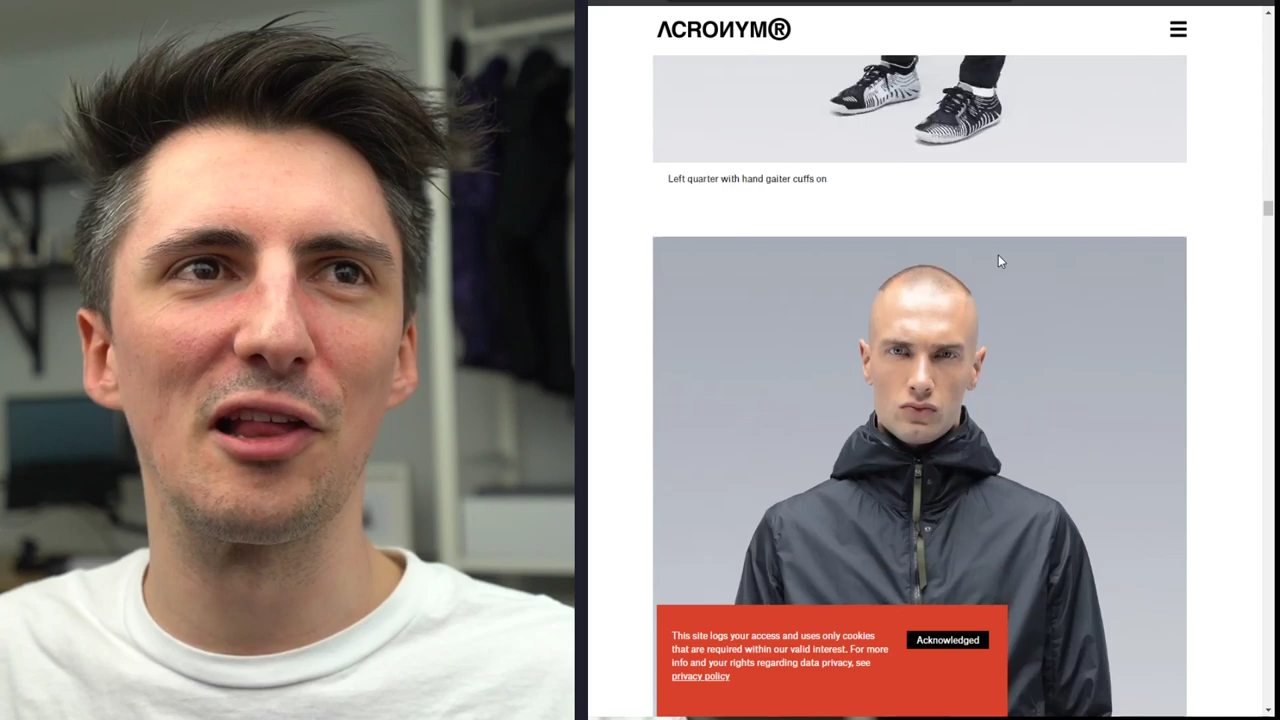 ACROИYM®
Left quarter with hand gaiter cuffs on
This site logs your access and uses only cookies
that are required within our valid interest. For more
info and your rights regarding data privacy, see
privacy policy
Acknowledged